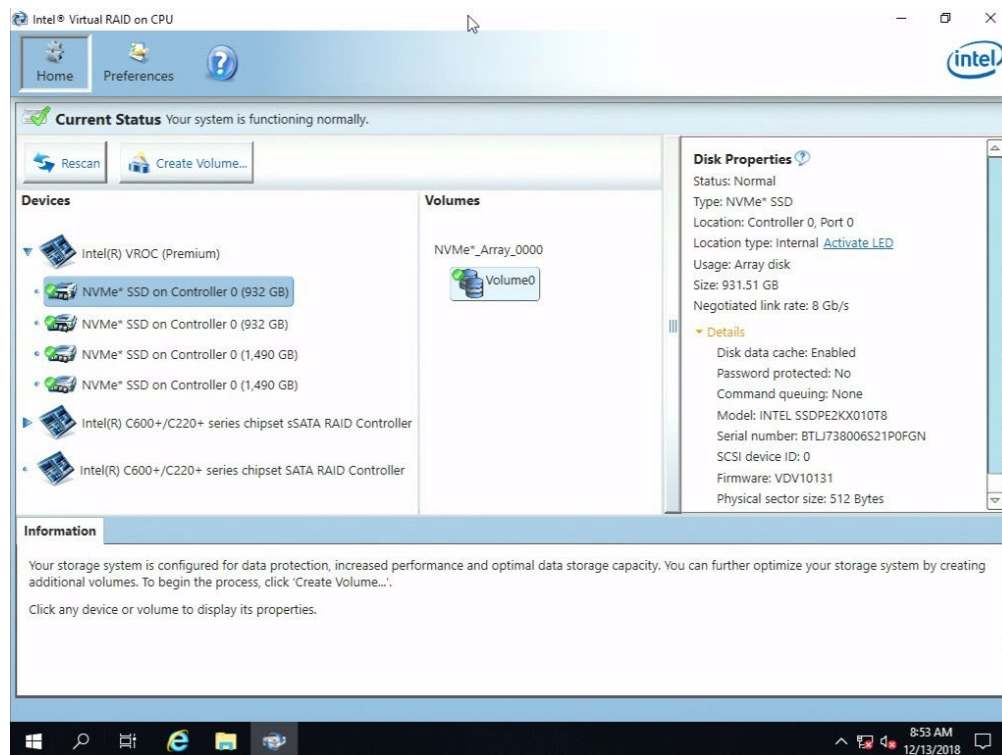 Intel® Virtual RAID on CPU
Home
Preferences
intel
Current Status Your system is functioning normally.
Rescan
Create Volume...
Devices
Intel(R) VROC (Premium)
NVMe* SSD on Controller 0 (932 GB)
NVMe* SSD on Controller 0 (932 GB)
NVMe* SSD on Controller 0 (1,490 GB)
NVMe* SSD on Controller 0 (1,490 GB)
Intel(R) C600+/C220+ series chipset sSATA RAID Controller
Intel(R) C600+/C220+ series chipset SATA RAID Controller
Volumes
NVMe*_Array_0000
Volume0
Disk Properties ?
Status: Normal
Type: NVMe* SSD
Location: Controller 0, Port 0
Location type: Internal Activate LED
Usage: Array disk
Size: 931.51 GB
Negotiated link rate: 8 Gb/s
Details
Disk data cache: Enabled
Password protected: No
Command queuing: None
Model: INTEL SSDPE2KX010T8
Serial number: BTLJ738006S21P0FGN
SCSI device ID: 0
Firmware: VDV10131
Physical sector size: 512 Bytes
Information
Your storage system is configured for data protection, increased performance and optimal data storage capacity. You can further optimize your storage system by creating
additional volumes. To begin the process, click 'Create Volume...'.
Click any device or volume to display its properties.
8:53 AM
12/13/2018